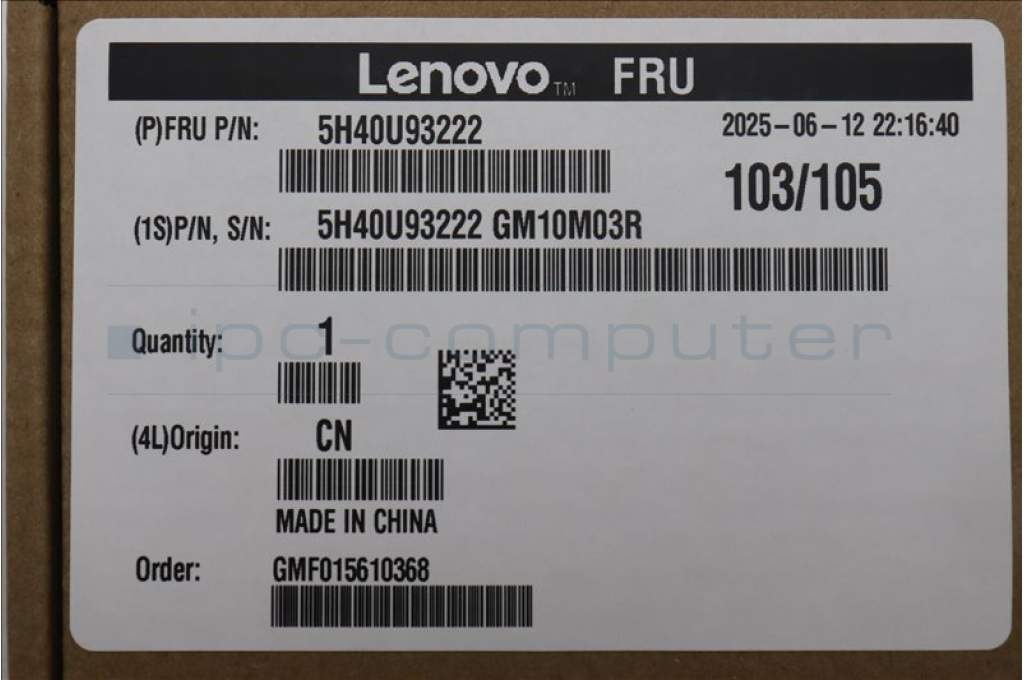 Lenovo™ FRU
(P)FRU P/N: 5H40U93222 2025-06-12 22:16:40
103/105
(1S)P/N, S/N: 5H40U93222 GM10M03R
ipc-computer
Quantity: 1
(4L)Origin: CN
MADE IN CHINA
Order: GMF015610368